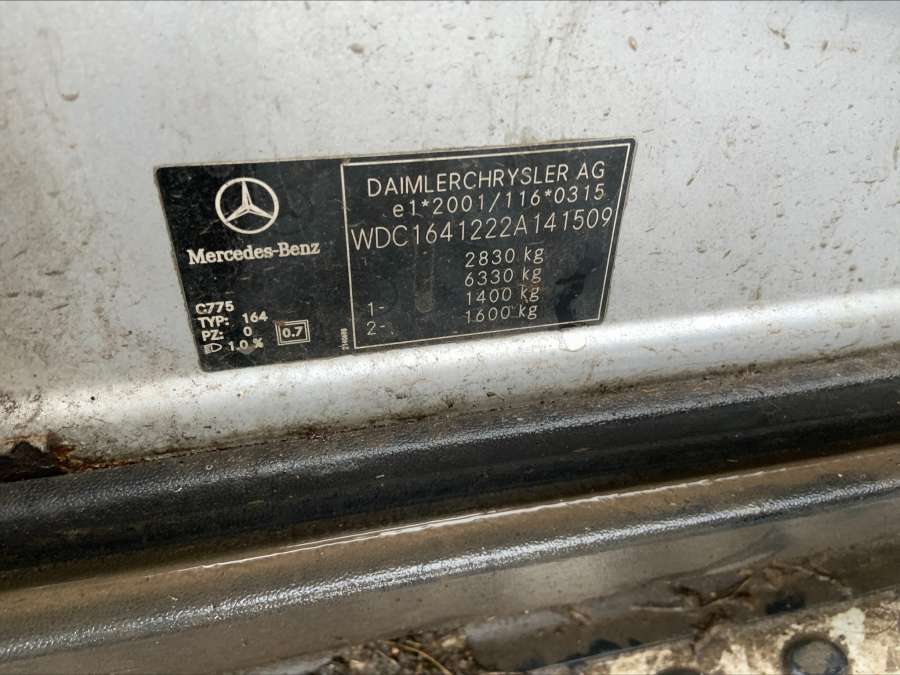 Mercedes-Benz
C775
TYP: 164
PZ: 0
1.0 %
0.7
DAIMLERCHRYSLER AG
e1*2001/116*0315
WDC1641222A141509
2830 kg
6330 kg
1- 1400 kg
2- 1600 kg